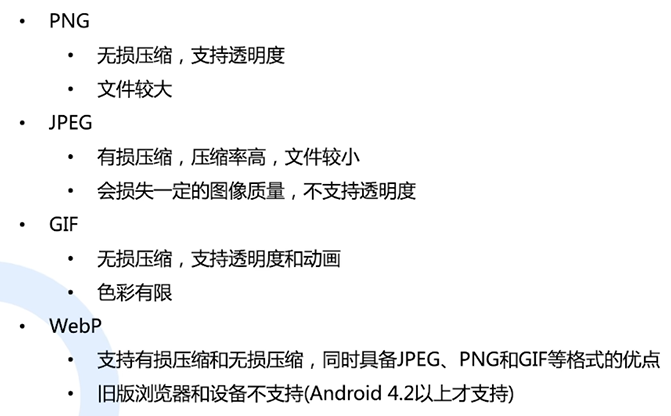 • PNG
• 无损压缩，支持透明度
• 文件较大
• JPEG
• 有损压缩，压缩率高，文件较小
• 会损失一定的图像质量，不支持透明度
• GIF
• 无损压缩，支持透明度和动画
• 色彩有限
• WebP
• 支持有损压缩和无损压缩，同时具备JPEG、PNG和GIF等格式的优点
• 旧版浏览器和设备不支持(Android 4.2以上才支持)